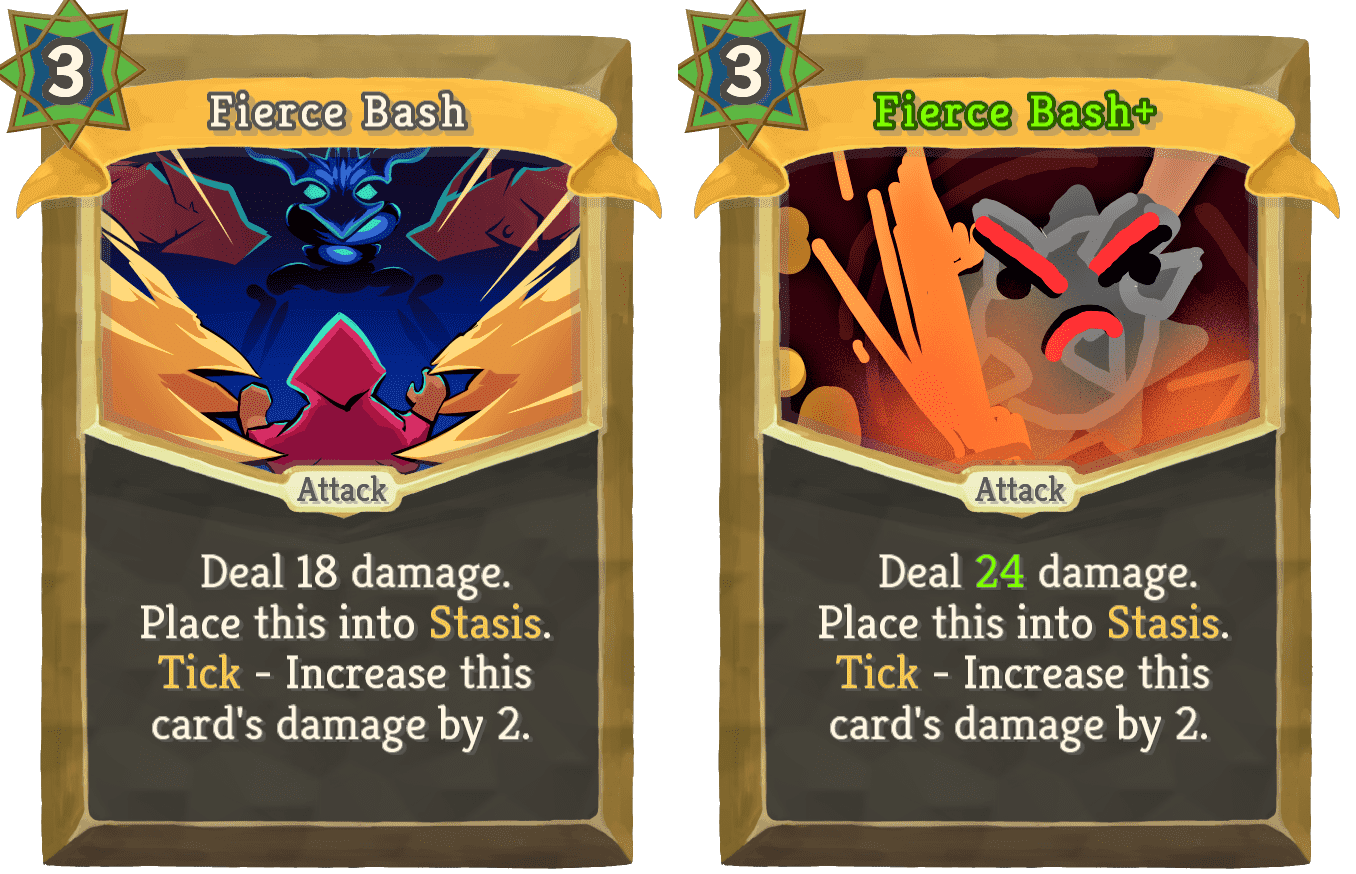 3
Fierce Bash
Attack
Deal 18 damage.
Place this into Stasis.
Tick - Increase this
card's damage by 2.
3
Fierce Bash+
Attack
Deal 24 damage.
Place this into Stasis.
Tick - Increase this
card's damage by 2.